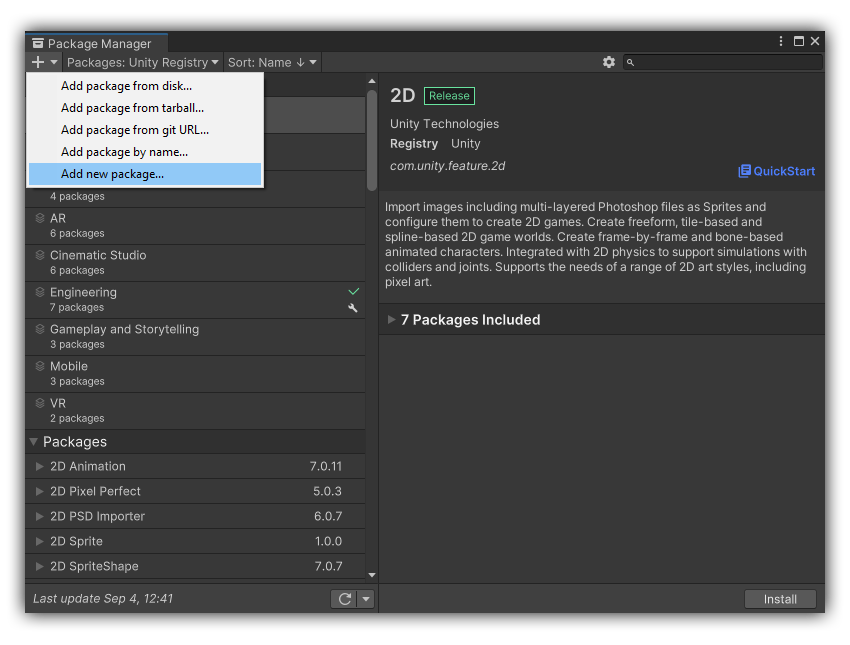 Package Manager
Packages: Unity Registry
Sort: Name ↓
Add package from disk...
Add package from tarball...
Add package from git URL...
Add package by name...
Add new package...
4 packages
AR
6 packages
Cinematic Studio
6 packages
Engineering
7 packages
Gameplay and Storytelling
3 packages
Mobile
3 packages
VR
2 packages
Packages
2D Animation 7.0.11
2D Pixel Perfect 5.0.3
2D PSD Importer 6.0.7
2D Sprite 1.0.0
2D SpriteShape 7.0.7
Last update Sep 4, 12:41
2D Release
Unity Technologies
Registry Unity
com.unity.feature.2d
QuickStart
Import images including multi-layered Photoshop files as Sprites and
configure them to create 2D games. Create freeform, tile-based and
spline-based 2D game worlds. Create frame-by-frame and bone-based
animated characters. Integrated with 2D physics to support simulations with
colliders and joints. Supports the needs of a range of 2D art styles, including
pixel art.
7 Packages Included
Install